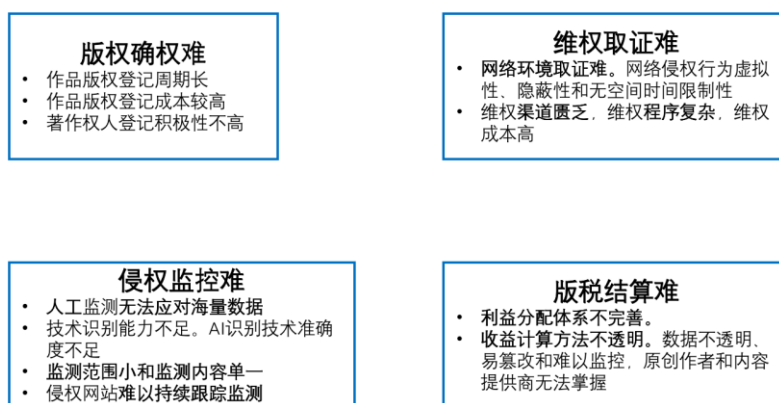 版权确权难
• 作品版权登记周期长
• 作品版权登记成本较高
• 著作权人登记积极性不高
维权取证难
• 网络环境取证难。网络侵权行为虚拟
性、隐蔽性和无空间时间限制性
• 维权渠道匮乏，维权程序复杂，维权
成本高
侵权监控难
• 人工监测无法应对海量数据
• 技术识别能力不足。AI识别技术准确
度不足
• 监测范围小和监测内容单一
• 侵权网站难以持续跟踪监测
版税结算难
• 利益分配体系不完善。
• 收益计算方法不透明。数据不透明、
易篡改和难以监控，原创作者和内容
提供商无法掌握